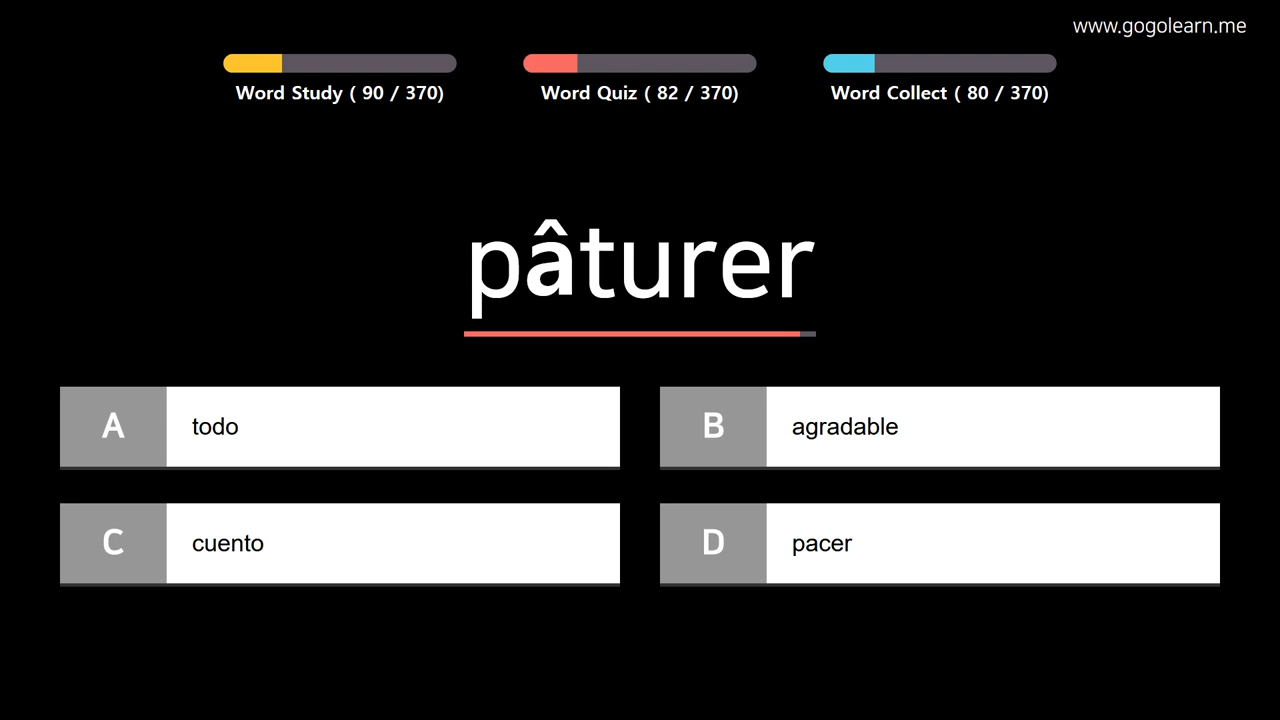 www.gogolearn.me
Word Study ( 90 / 370)
Word Quiz ( 82 / 370)
Word Collect ( 80 / 370)
pâturer
A todo
B agradable
C cuento
D pacer